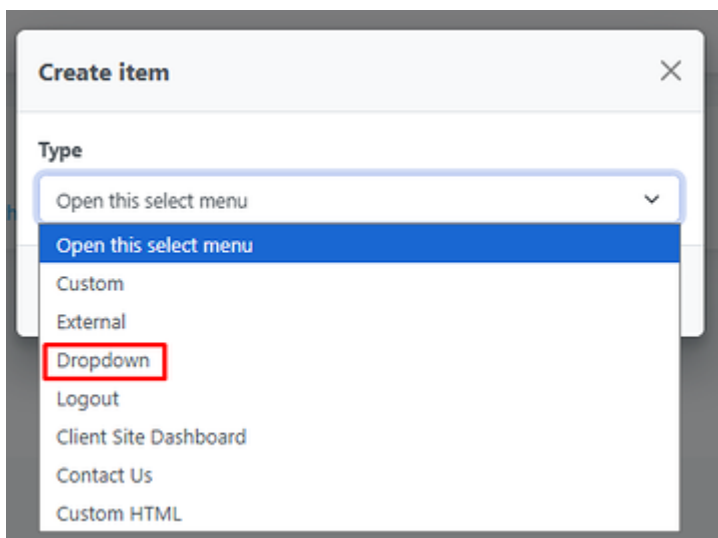 Create item
Type
Open this select menu
Open this select menu
Custom
External
Dropdown
Logout
Client Site Dashboard
Contact Us
Custom HTML